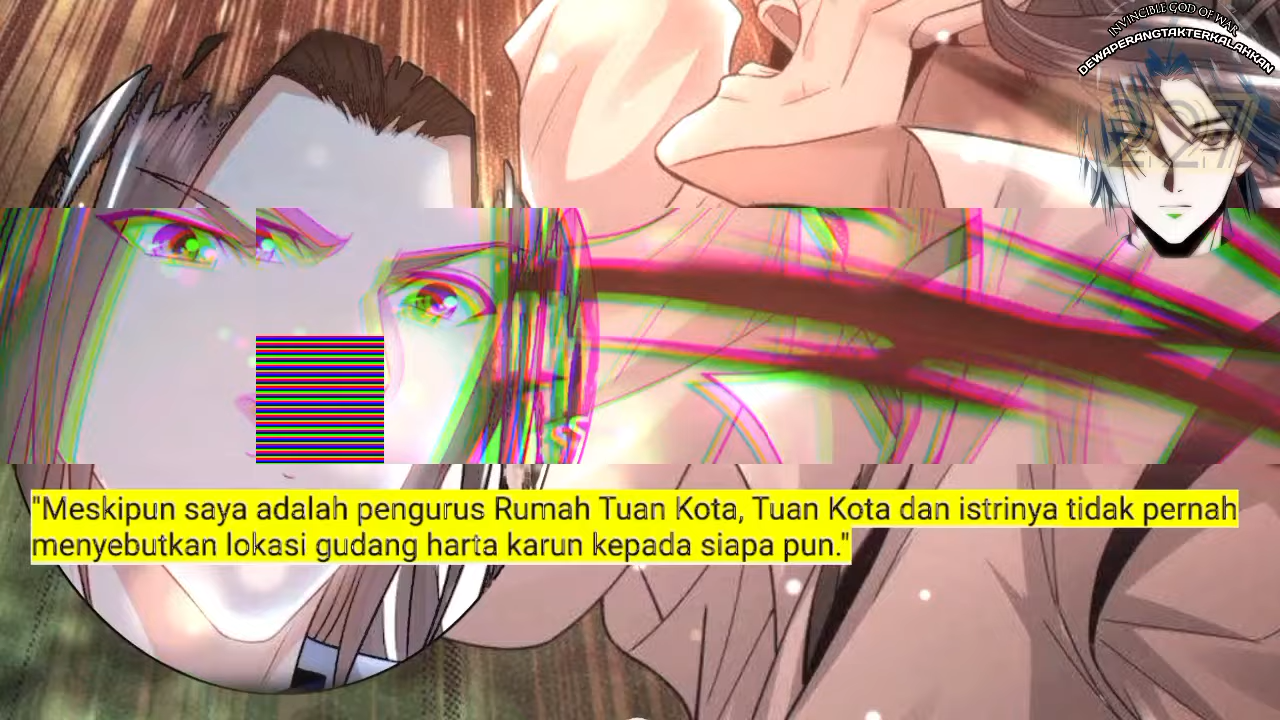 INVINCIBLE GOD OF WAR
DEWAPERANGTAKTERKALAHKAN
227
"Meskipun saya adalah pengurus Rumah Tuan Kota, Tuan Kota dan istrinya tidak pernah
menyebutkan lokasi gudang harta karun kepada siapa pun."